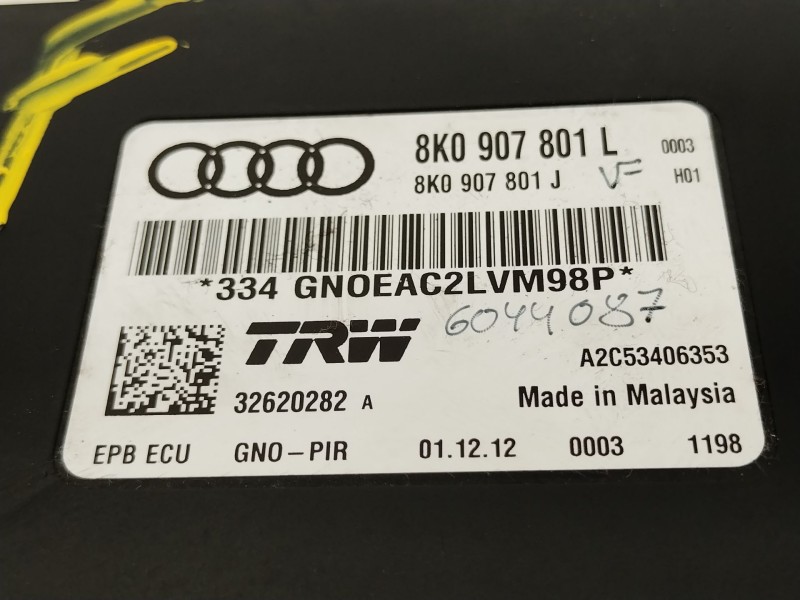 8K0 907 801 L 0003
8K0 907 801 J V= H01
*334 GNOEAC2LVM98P*
TRW 6044087
A2C53406353
32620282 A Made in Malaysia
EPB ECU GNO-PIR 01.12.12 0003 1198